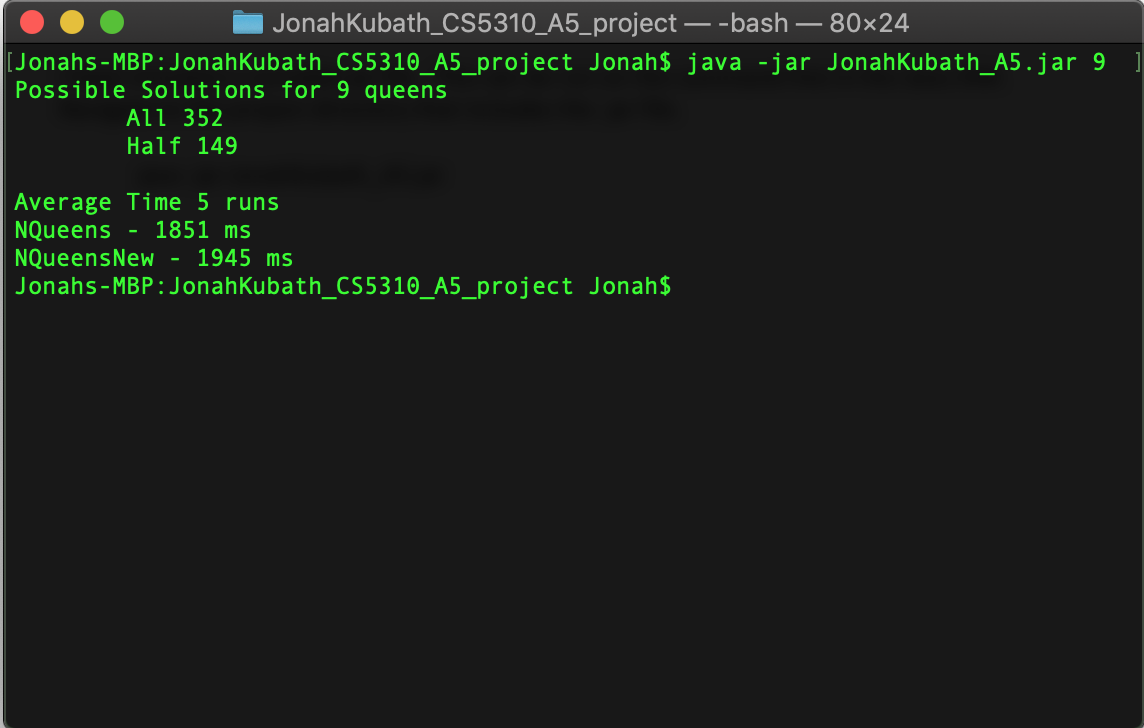 JonahKubath_CS5310_A5_project — -bash — 80×24
[Jonahs-MBP:JonahKubath_CS5310_A5_project Jonah$ java -jar JonahKubath_A5.jar 9 ]
Possible Solutions for 9 queens
All 352
Half 149
Average Time 5 runs
NQueens - 1851 ms
NQueensNew - 1945 ms
Jonahs-MBP:JonahKubath_CS5310_A5_project Jonah$